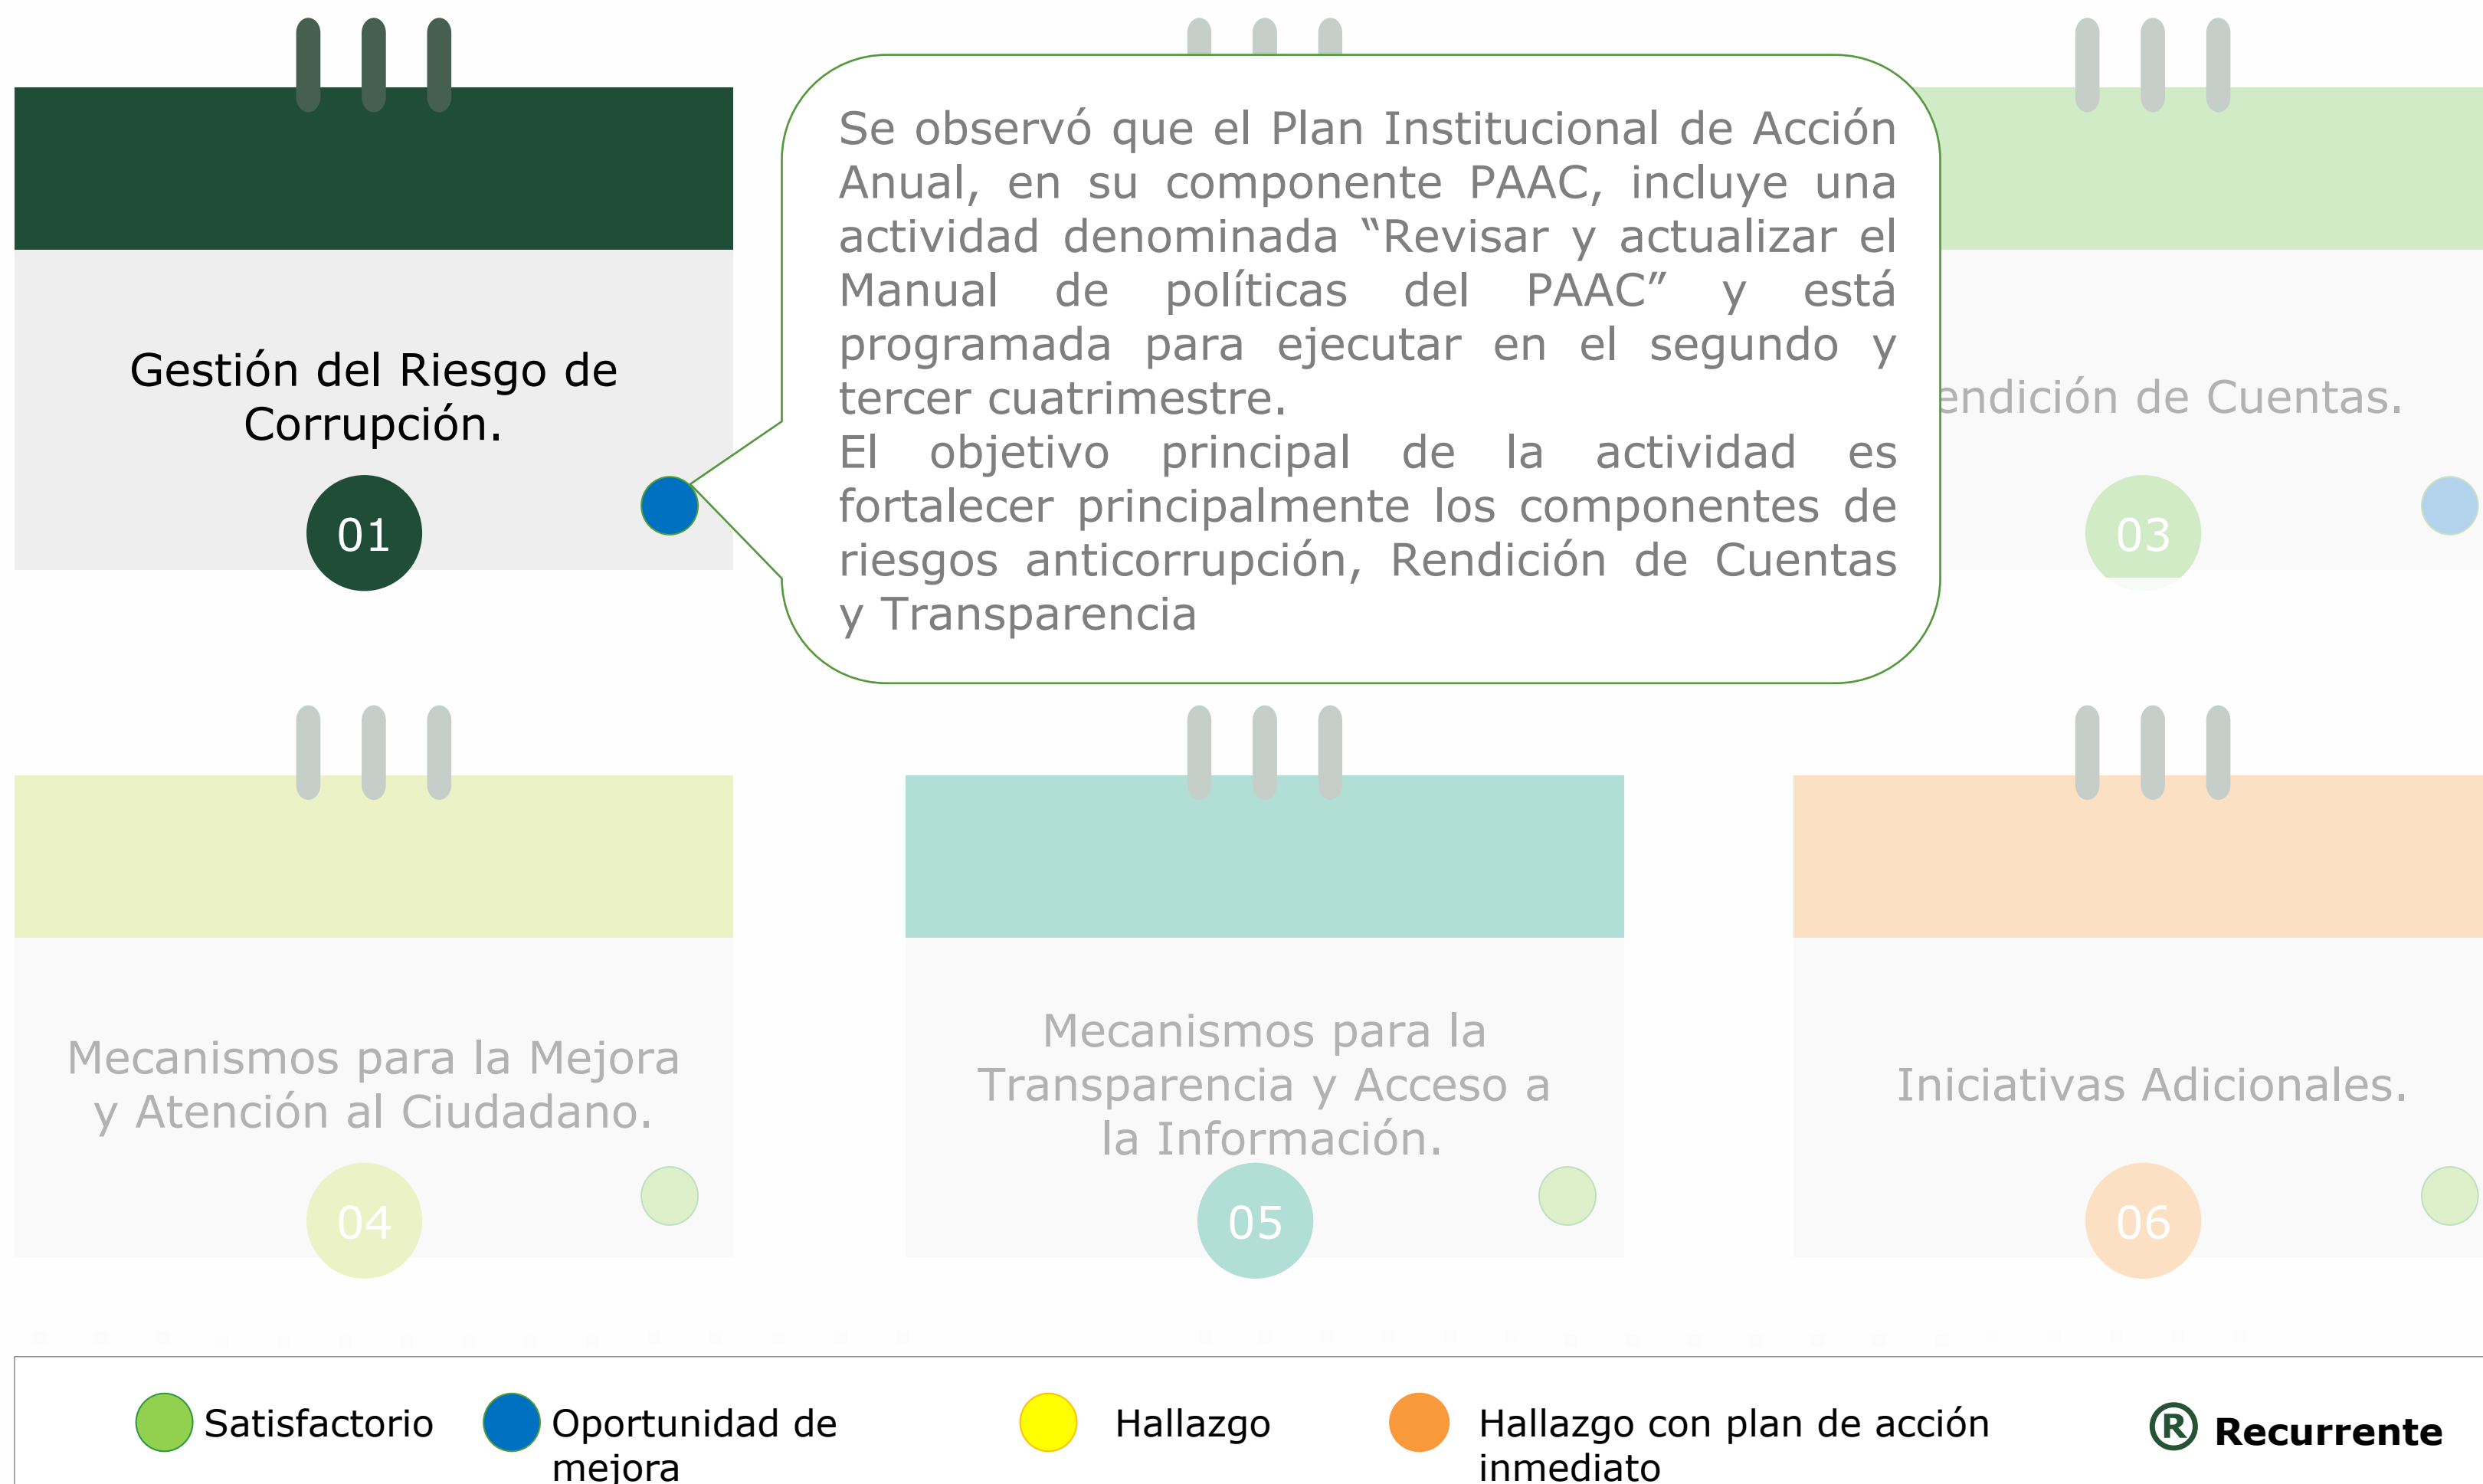 Gestión del Riesgo de
Corrupción.
01
Se observó que el Plan Institucional de Acción
Anual, en su componente PAAC, incluye una
actividad denominada “Revisar y actualizar el
Manual de políticas del PAAC” y está
programada para ejecutar en el segundo y
tercer cuatrimestre.
El objetivo principal de la actividad es
fortalecer principalmente los componentes de
riesgos anticorrupción, Rendición de Cuentas
y Transparencia
endición de Cuentas.
03
Mecanismos para la Mejora
y Atención al Ciudadano.
04
Mecanismos para la
Transparencia y Acceso a
la Información.
05
Iniciativas Adicionales.
06
Satisfactorio
Oportunidad de
mejora
Hallazgo
Hallazgo con plan de acción
inmediato
® Recurrente